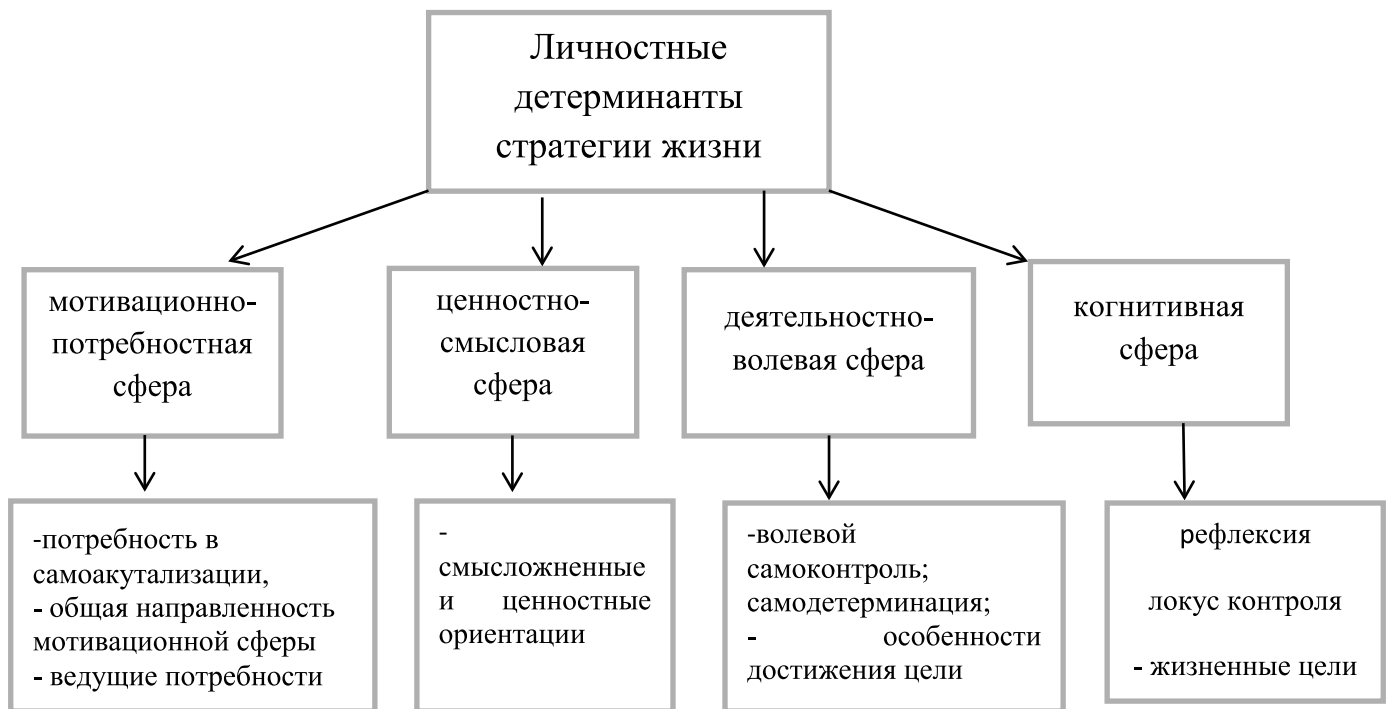 Личностные
детерминанты
стратегии жизни
мотивационно-
потребностная
сфера
ценностно-
смысловая
сфера
деятельностно-
волевая сфера
когнитивная
сфера
-потребность в
самоакутализации,
- общая направленность
мотивационной сферы
- ведущие потребности
-
смысложненные
и ценностные
ориентации
-волевой
самоконтроль;
самодетерминация;
- особенности
достижения цели
рефлексия
локус контроля
- жизненные цели